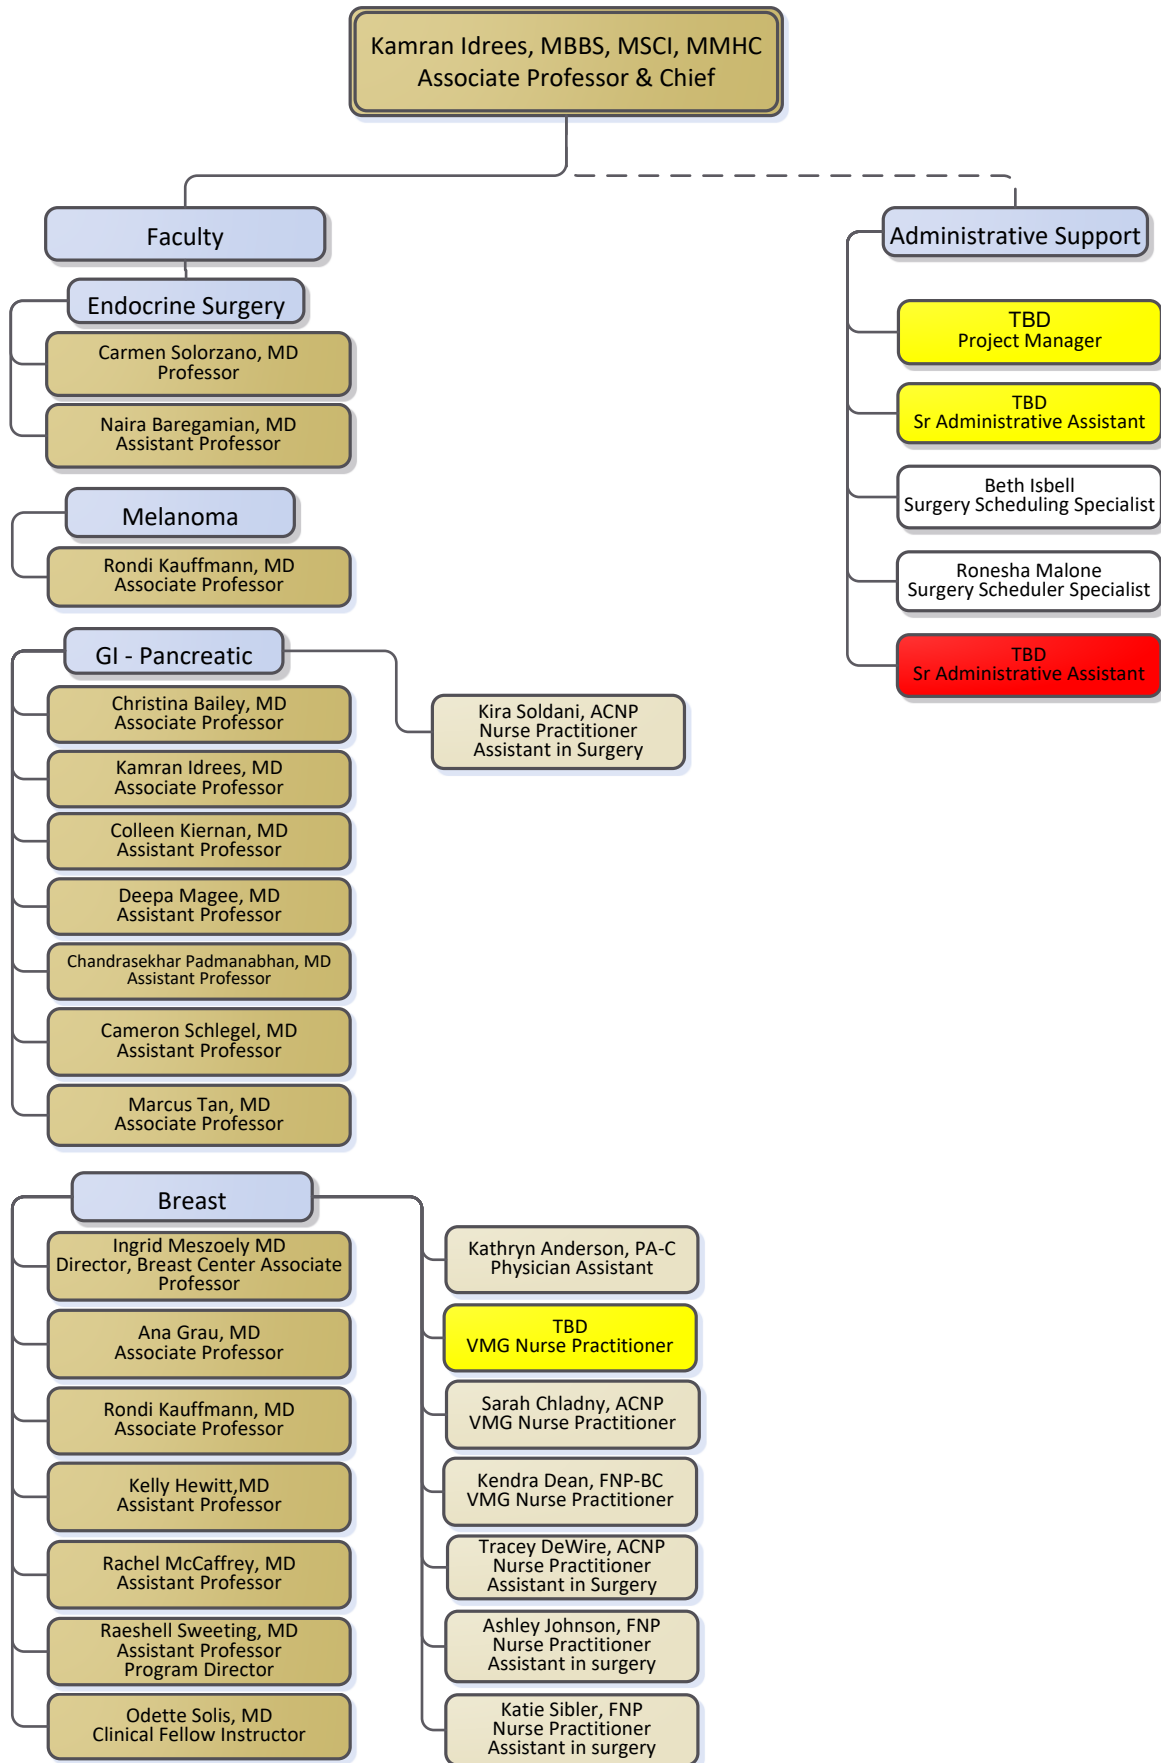 Kamran Idrees, MBBS, MSCI, MMHC
Associate Professor & Chief
Faculty
Endocrine Surgery
Carmen Solorzano, MD
Professor
Naira Baregamian, MD
Assistant Professor
Melanoma
Rondi Kauffmann, MD
Associate Professor
GI - Pancreatic
Christina Bailey, MD
Associate Professor
Kamran Idrees, MD
Associate Professor
Colleen Kiernan, MD
Assistant Professor
Deepa Magee, MD
Assistant Professor
Chandrasekhar Padmanabhan, MD
Assistant Professor
Cameron Schlegel, MD
Assistant Professor
Marcus Tan, MD
Associate Professor
Kira Soldani, ACNP
Nurse Practitioner
Assistant in Surgery
Breast
Ingrid Meszoely MD
Director, Breast Center Associate
Professor
Ana Grau, MD
Associate Professor
Rondi Kauffmann, MD
Associate Professor
Kelly Hewitt,MD
Assistant Professor
Rachel McCaffrey, MD
Assistant Professor
Raeshell Sweeting, MD
Assistant Professor
Program Director
Odette Solis, MD
Clinical Fellow Instructor
Kathryn Anderson, PA-C
Physician Assistant
TBD
VMG Nurse Practitioner
Sarah Chladny, ACNP
VMG Nurse Practitioner
Kendra Dean, FNP-BC
VMG Nurse Practitioner
Tracey DeWire, ACNP
Nurse Practitioner
Assistant in Surgery
Ashley Johnson, FNP
Nurse Practitioner
Assistant in surgery
Katie Sibler, FNP
Nurse Practitioner
Assistant in surgery
Administrative Support
TBD
Project Manager
TBD
Sr Administrative Assistant
Beth Isbell
Surgery Scheduling Specialist
Ronesha Malone
Surgery Scheduler Specialist
TBD
Sr Administrative Assistant